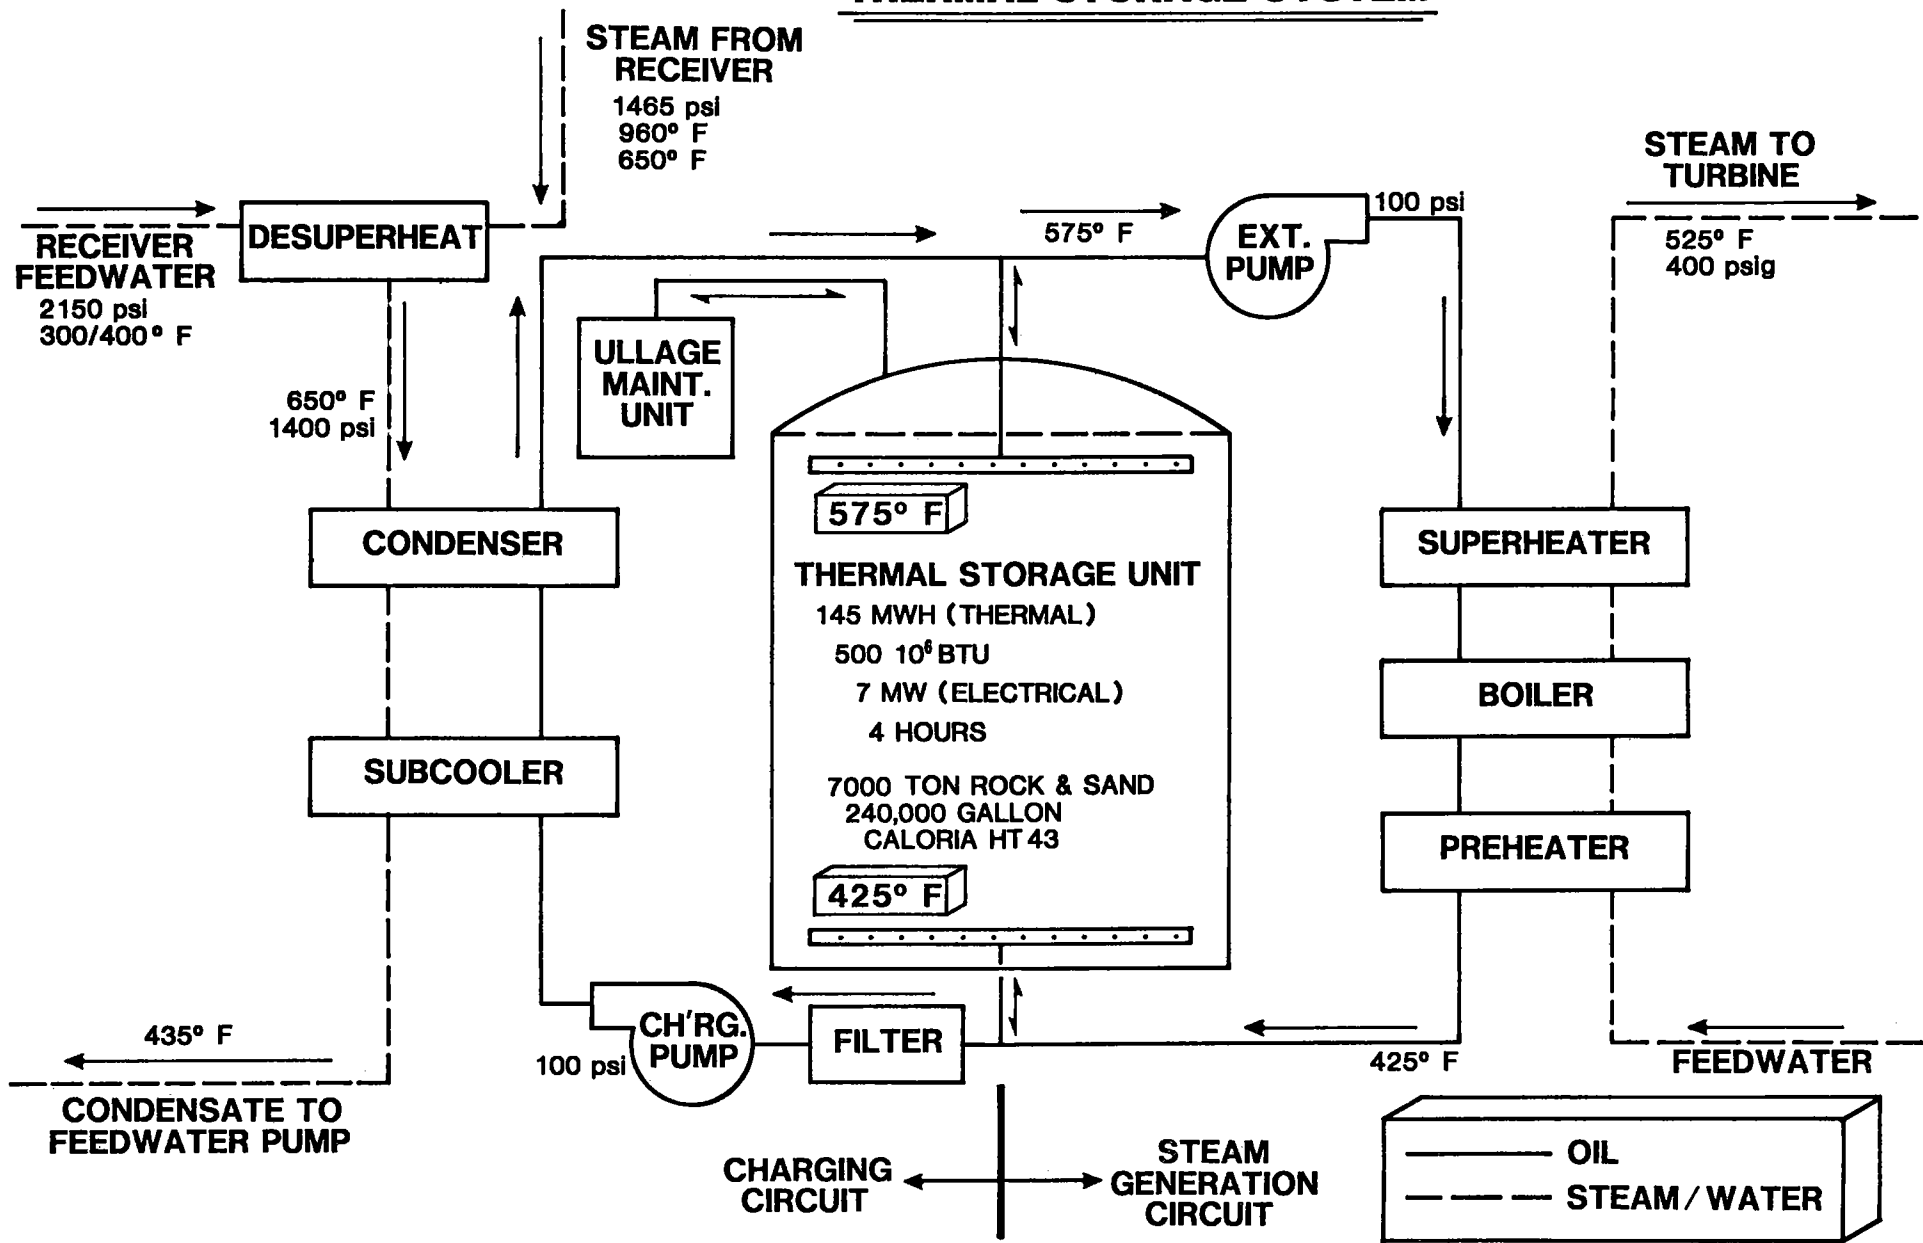 THERMAL STORAGE SYSTEM
STEAM FROM
RECEIVER
1465 psi
960° F
650° F
STEAM TO
TURBINE
525° F
400 psig
RECEIVER
FEEDWATER
2150 psi
300/400° F
DESUPERHEAT
575° F
EXT.
PUMP
100 psi
ULLAGE
MAINT.
UNIT
650° F
1400 psi
CONDENSER
SUBCOOLER
575° F
THERMAL STORAGE UNIT
145 MWH (THERMAL)
500 10⁶ BTU
7 MW (ELECTRICAL)
4 HOURS
7000 TON ROCK & SAND
240,000 GALLON
CALORIA HT 43
425° F
SUPERHEATER
BOILER
PREHEATER
435° F
CONDENSATE TO
FEEDWATER PUMP
100 psi
CH'RG.
PUMP
FILTER
425° F
FEEDWATER
CHARGING
CIRCUIT
STEAM
GENERATION
CIRCUIT
OIL
STEAM / WATER